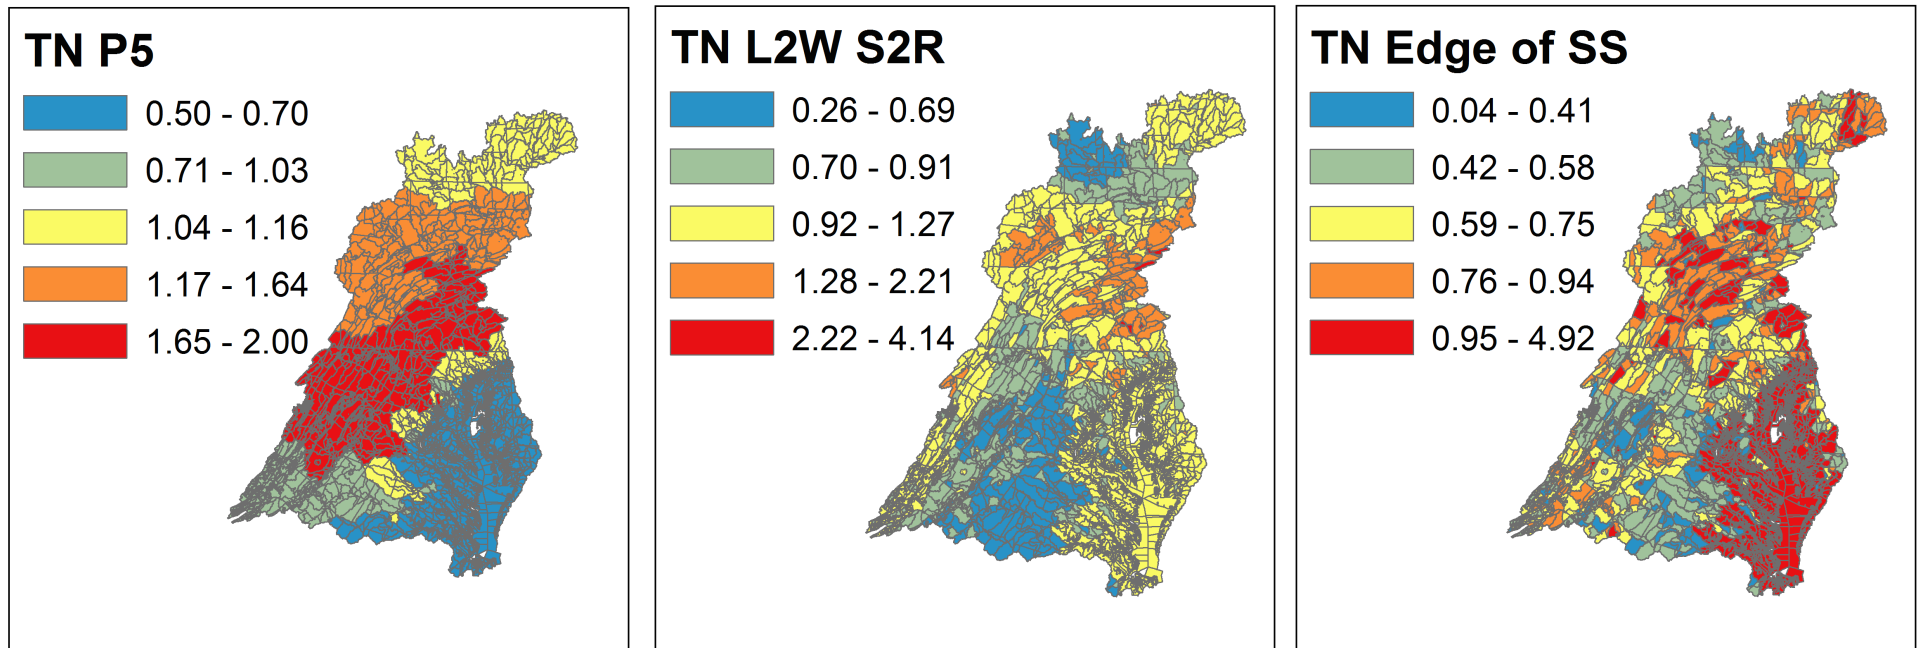 TN P5
0.50 - 0.70
0.71 - 1.03
1.04 - 1.16
1.17 - 1.64
1.65 - 2.00
TN L2W S2R
0.26 - 0.69
0.70 - 0.91
0.92 - 1.27
1.28 - 2.21
2.22 - 4.14
TN Edge of SS
0.04 - 0.41
0.42 - 0.58
0.59 - 0.75
0.76 - 0.94
0.95 - 4.92